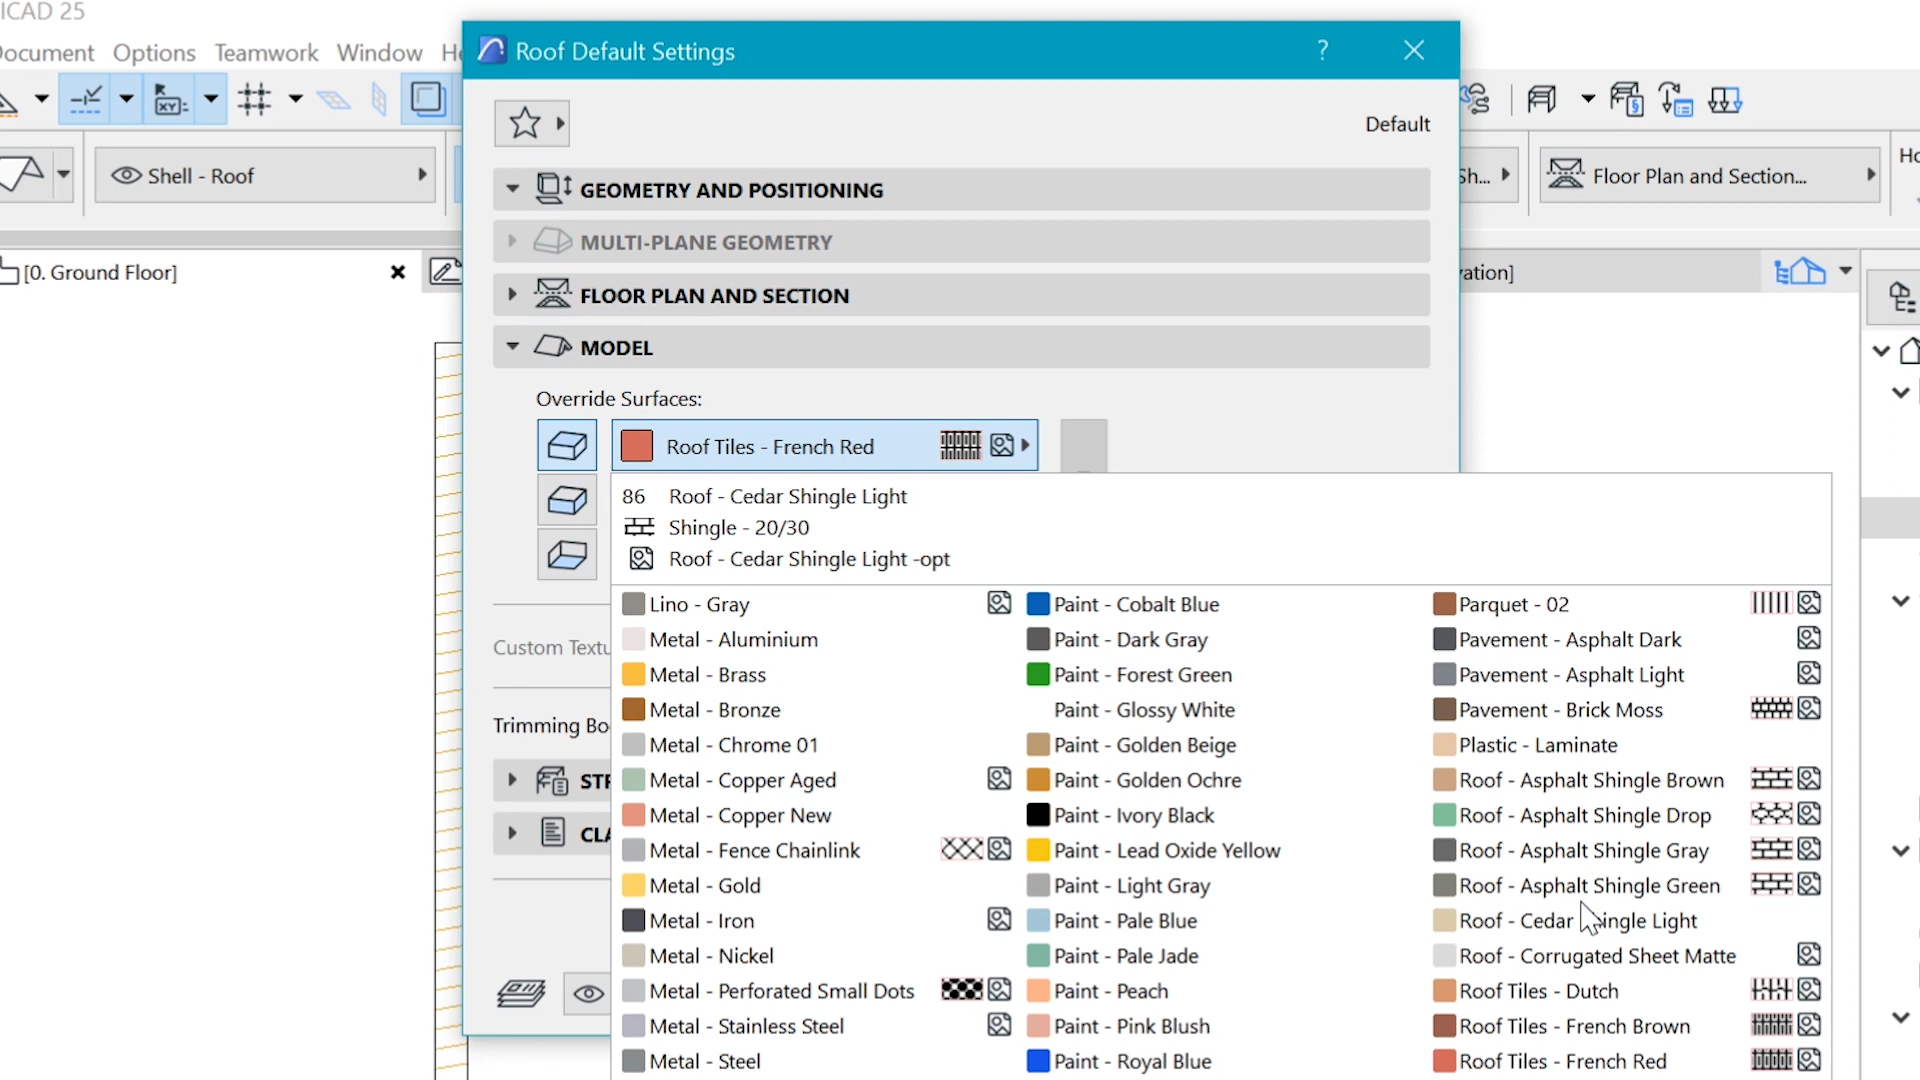 ICAD 25
Document Options Teamwork Window He
Roof Default Settings
?
Default
Shell - Roof
Sh...
Floor Plan and Section...
Ho
[0. Ground Floor]
vation]
GEOMETRY AND POSITIONING
MULTI-PLANE GEOMETRY
FLOOR PLAN AND SECTION
MODEL
Override Surfaces:
Roof Tiles - French Red
86 Roof - Cedar Shingle Light
Shingle - 20/30
Roof - Cedar Shingle Light -opt
Custom Textu
Trimming Bo
STR
CLA
Lino - Gray
Metal - Aluminium
Metal - Brass
Metal - Bronze
Metal - Chrome 01
Metal - Copper Aged
Metal - Copper New
Metal - Fence Chainlink
Metal - Gold
Metal - Iron
Metal - Nickel
Metal - Perforated Small Dots
Metal - Stainless Steel
Metal - Steel
Paint - Cobalt Blue
Paint - Dark Gray
Paint - Forest Green
Paint - Glossy White
Paint - Golden Beige
Paint - Golden Ochre
Paint - Ivory Black
Paint - Lead Oxide Yellow
Paint - Light Gray
Paint - Pale Blue
Paint - Pale Jade
Paint - Peach
Paint - Pink Blush
Paint - Royal Blue
Parquet - 02
Pavement - Asphalt Dark
Pavement - Asphalt Light
Pavement - Brick Moss
Plastic - Laminate
Roof - Asphalt Shingle Brown
Roof - Asphalt Shingle Drop
Roof - Asphalt Shingle Gray
Roof - Asphalt Shingle Green
Roof - Cedar Shingle Light
Roof - Corrugated Sheet Matte
Roof Tiles - Dutch
Roof Tiles - French Brown
Roof Tiles - French Red